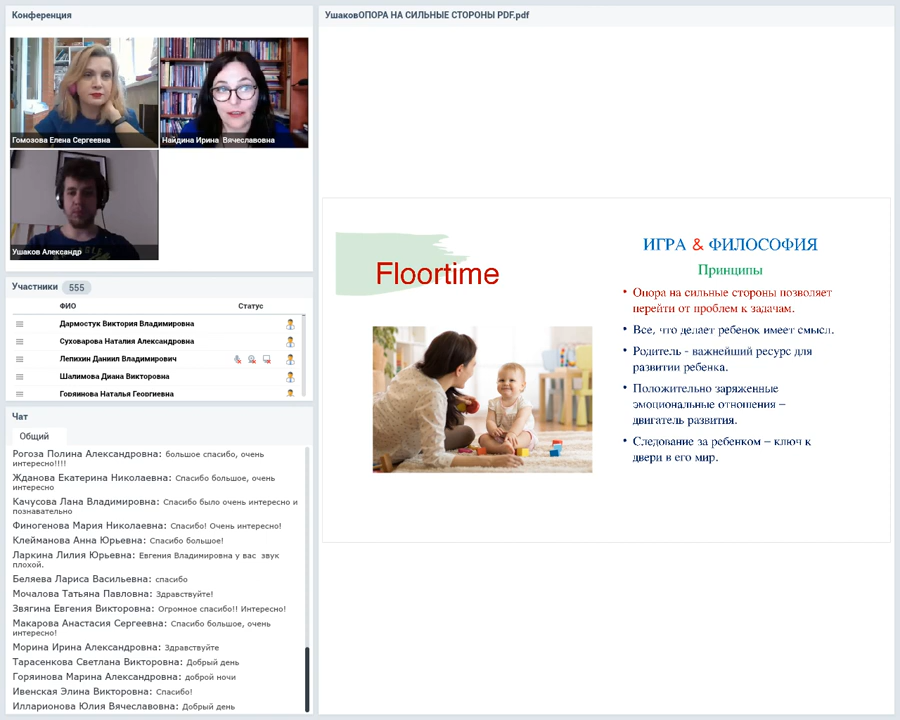 Конференция
Гомозова Елена Сергеевна
Найдина Ирина Вячеславовна
Ушаков Александр
Участники 555
ФИО Статус
Дармостук Виктория Владимировна
Суховарова Наталия Александровна
Лепихин Даниил Владимирович
Шалимова Диана Викторовна
Горяинова Наталья Георгиевна
Чат
Общий
Рогоза Полина Александровна: большое спасибо, очень
интересно!!!!
Жданова Екатерина Николаевна: Спасибо большое, очень
интересно
Качусова Лана Владимировна: Спасибо было очень интересно и
познавательно
Финогенова Мария Николаевна: Спасибо! Очень интересно!
Клейманова Анна Юрьевна: Спасибо большое!
Ларкина Лилия Юрьевна: Евгения Владимировна у вас звук
плохой.
Беляева Лариса Васильевна: спасибо
Мочалова Татьяна Павловна: Здравствуйте!
Звягина Евгения Викторовна: Огромное спасибо!! Интересно!
Макарова Анастасия Сергеевна: Спасибо большое, очень
интересно!
Морина Ирина Александровна: Здравствуйте
Тарасенкова Светлана Викторовна: Добрый день
Горяинова Марина Александровна: доброй ночи
Ивенская Элина Викторовна: Спасибо!
Илларионова Юлия Вячеславовна: Добрый день
УшаковОПОРА НА СИЛЬНЫЕ СТОРОНЫ PDF.pdf
Floortime
ИГРА & ФИЛОСОФИЯ
Принципы
• Опора на сильные стороны позволяет
перейти от проблем к задачам.
• Все, что делает ребенок имеет смысл.
• Родитель - важнейший ресурс для
развитии ребенка.
• Положительно заряженные
эмоциональные отношения –
двигатель развития.
• Следование за ребенком – ключ к
двери в его мир.